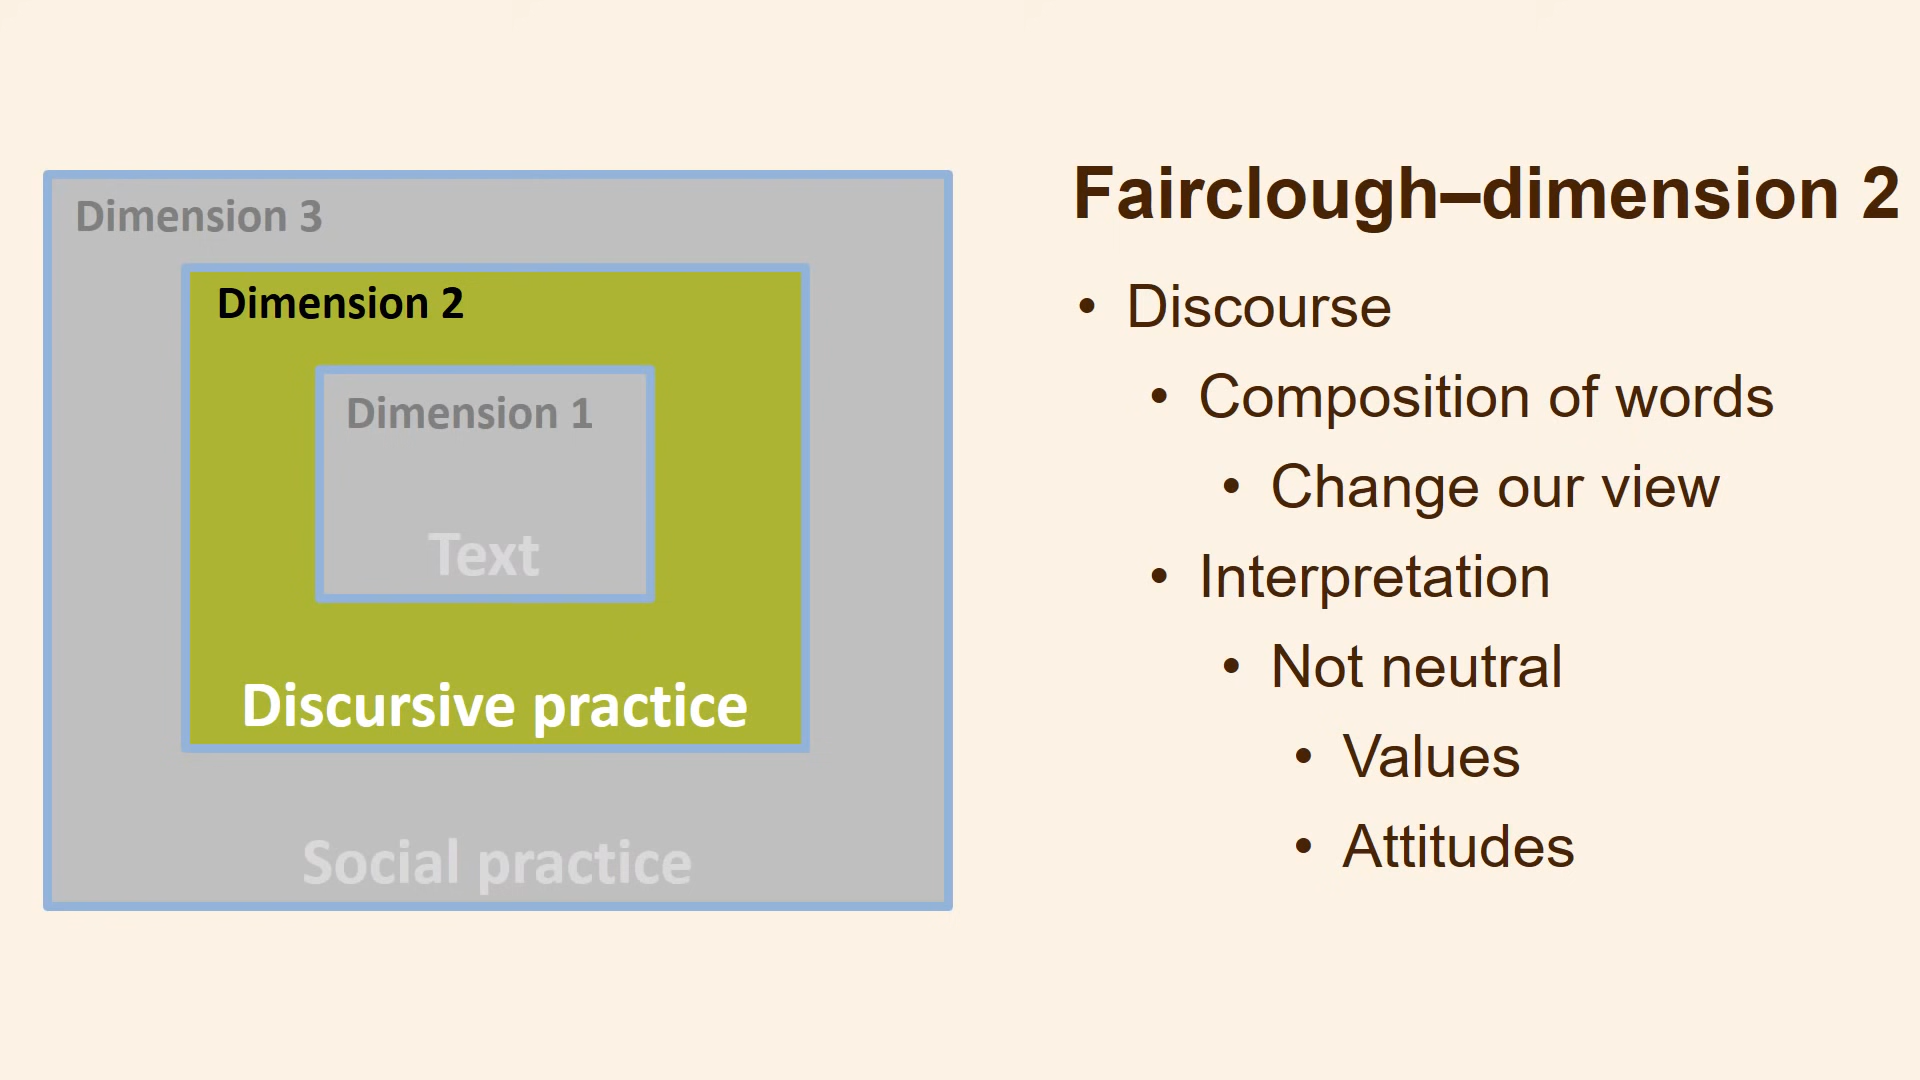 Dimension 3
Dimension 2
Dimension 1
Text
Discursive practice
Social practice
Fairclough–dimension 2
• Discourse
• Composition of words
• Change our view
• Interpretation
• Not neutral
• Values
• Attitudes